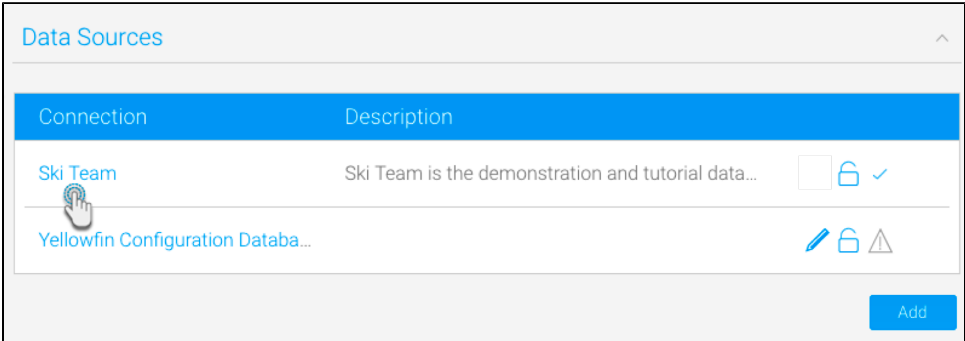 Data Sources
Connection Description
Ski Team Ski Team is the demonstration and tutorial data...
Yellowfin Configuration Databa...
Add